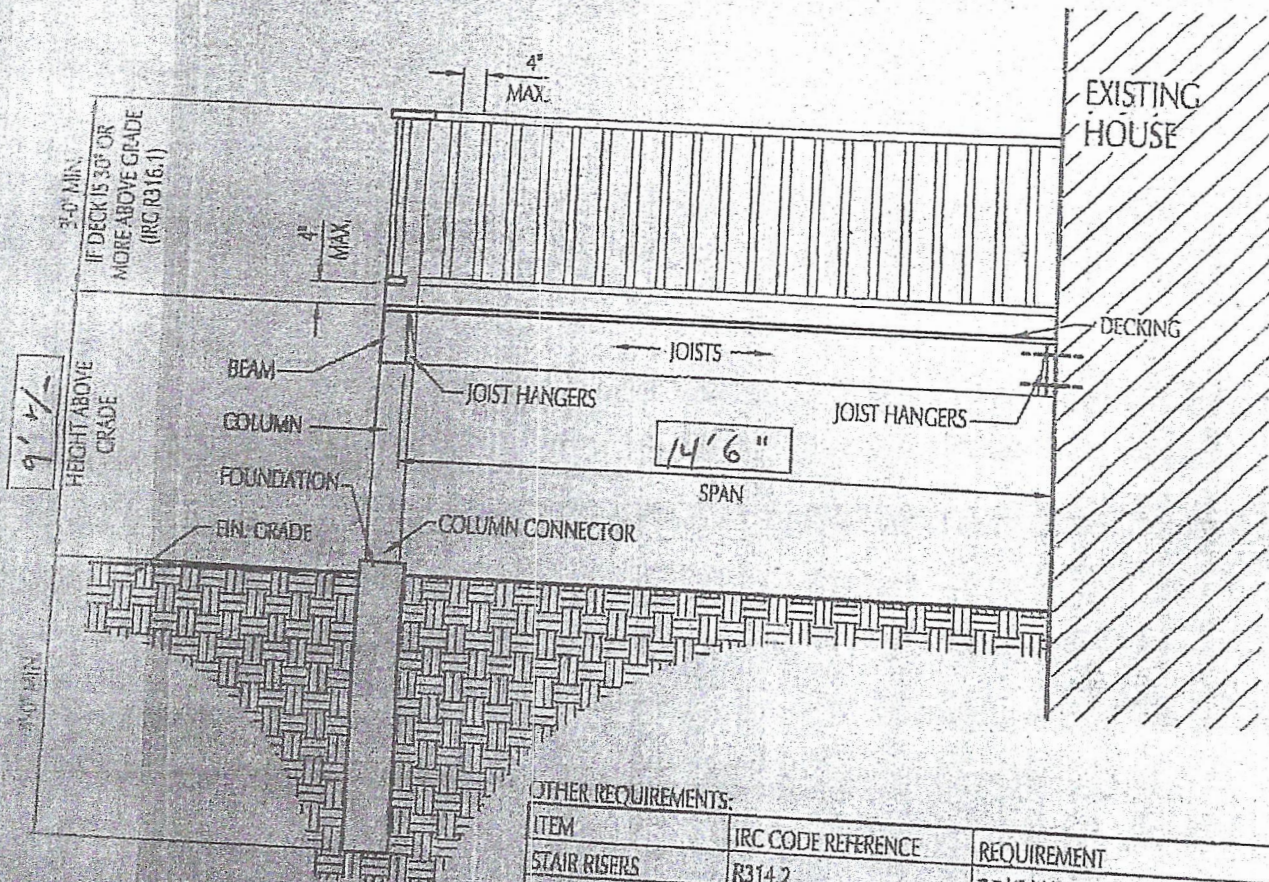 4"
MAX.
EXISTING
HOUSE
3'-0" MIN.
IF DECK IS 30" OR
MORE ABOVE GRADE
(IRC R316.1)
4"
MAX.
DECKING
9' +/-
HEIGHT ABOVE
GRADE
BEAM
JOISTS
JOIST HANGERS
JOIST HANGERS
COLUMN
14'6"
SPAN
FOUNDATION
FIN. GRADE
COLUMN CONNECTOR
MIN.
OTHER REQUIREMENTS:
ITEM
IRC CODE REFERENCE
REQUIREMENT
STAIR RISERS
R314.2